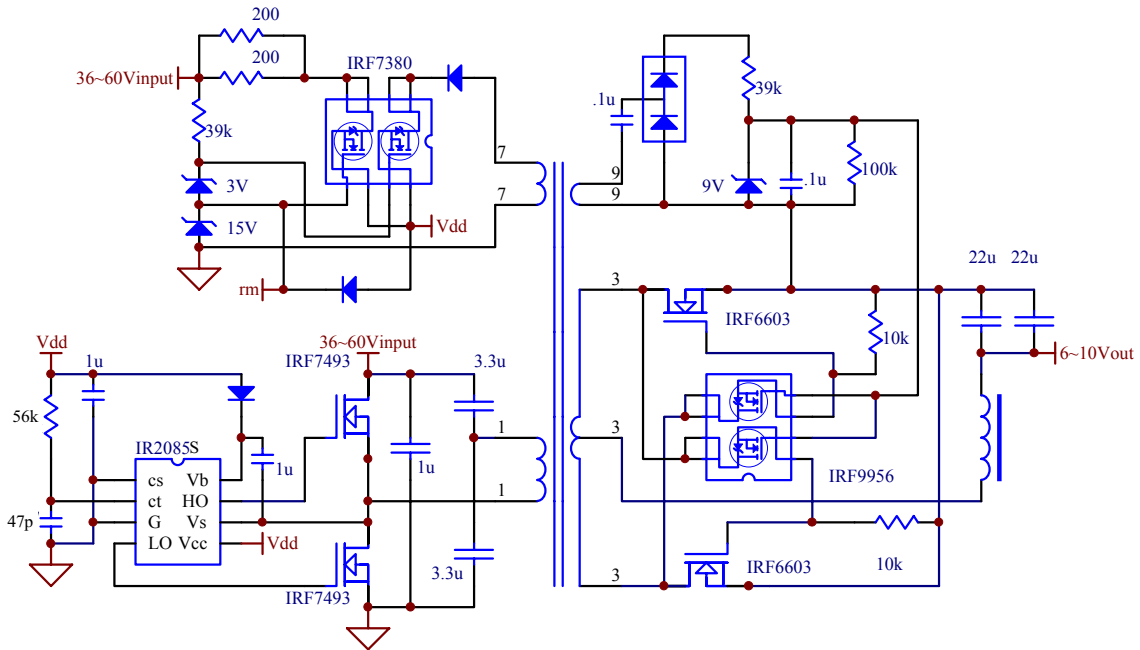 200
200
IRF7380
36~60Vinput
39k
3V
15V
Vdd
rm
7
7
.1u
39k
9
9
9V
.1u
100k
22u 22u
3
IRF6603
10k
6~10Vout
3
IRF9956
3
IRF6603
10k
Vdd
1u
56k
IR2085S
cs Vb
ct HO
G Vs
LO Vcc
47p
Vdd
1u
IRF7493
36~60Vinput
3.3u
1
1u
1
3.3u
IRF7493